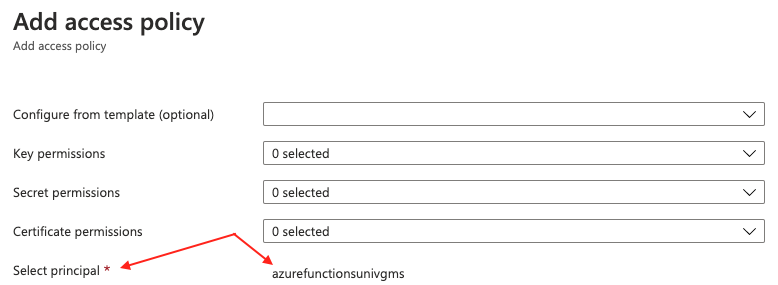 Add access policy
Add access policy
Configure from template (optional)
Key permissions 0 selected
Secret permissions 0 selected
Certificate permissions 0 selected
Select principal * azurefunctionsunivgms